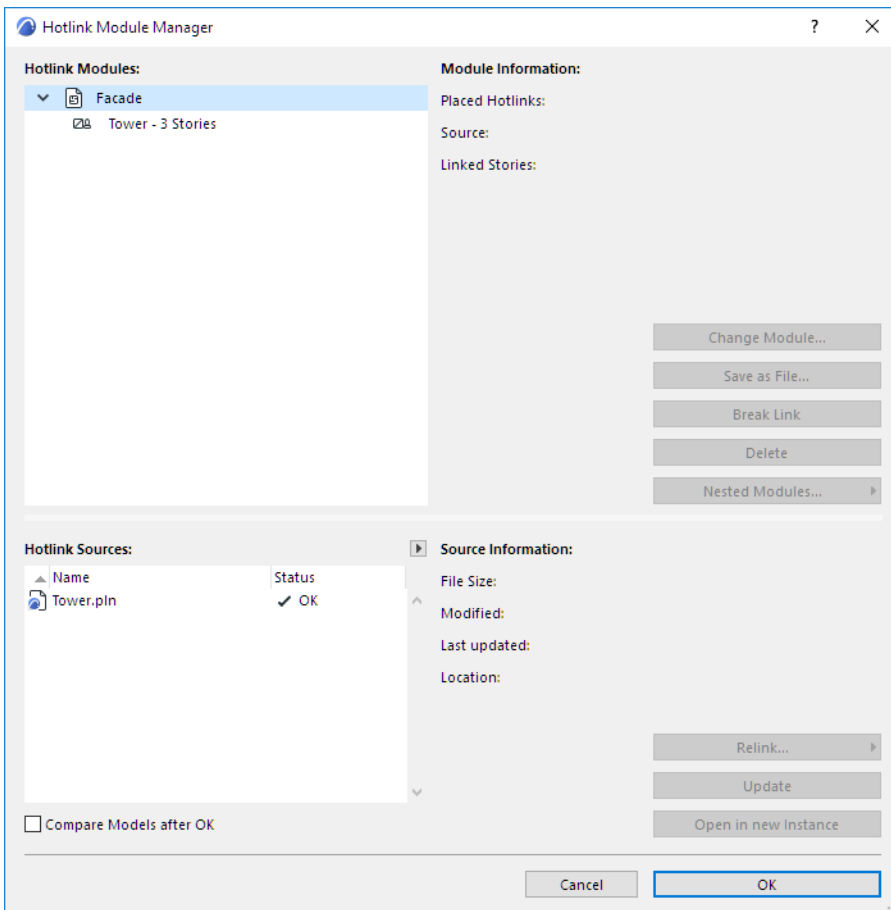 Hotlink Module Manager
?
Hotlink Modules:
Module Information:
Facade
Tower - 3 Stories
Placed Hotlinks:
Source:
Linked Stories:
Change Module...
Save as File...
Break Link
Delete
Nested Modules...
Hotlink Sources:
Source Information:
Name Status
Tower.pln OK
File Size:
Modified:
Last updated:
Location:
Relink...
Update
Open in new Instance
Compare Models after OK
Cancel OK